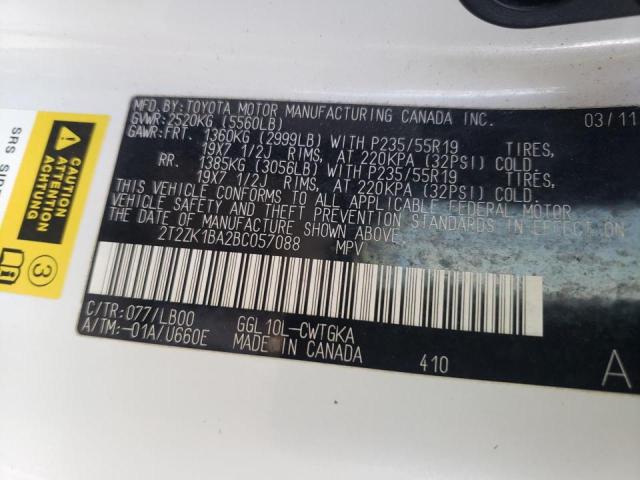 MFD.BY: TOYOTA MOTOR MANUFACTURING CANADA INC. 03/11
GVWR: 2520KG (5560LB)
GAWR: FRT. 1360KG (2999LB) WITH P235/55R19 TIRES,
19X7 1/2J RIMS, AT 220KPA (32PSI) COLD.
RR. 1385KG (3056LB) WITH P235/55R19 TIRES,
19X7 1/2J RIMS, AT 220KPA (32PSI) COLD.
THIS VEHICLE CONFORMS TO ALL APPLICABLE FEDERAL MOTOR
VEHICLE SAFETY AND THEFT PREVENTION STANDARDS IN EFFECT ON
THE DATE OF MANUFACTURE SHOWN ABOVE.
2T2ZK1BA2BC057088 MPV
C/TR: 077/LB00 GGL10L-CWTGKA
A/TM: -01A/U660E MADE IN CANADA 410 A
CAUTION
ATTENTION
ACHTUNG
SRS
3